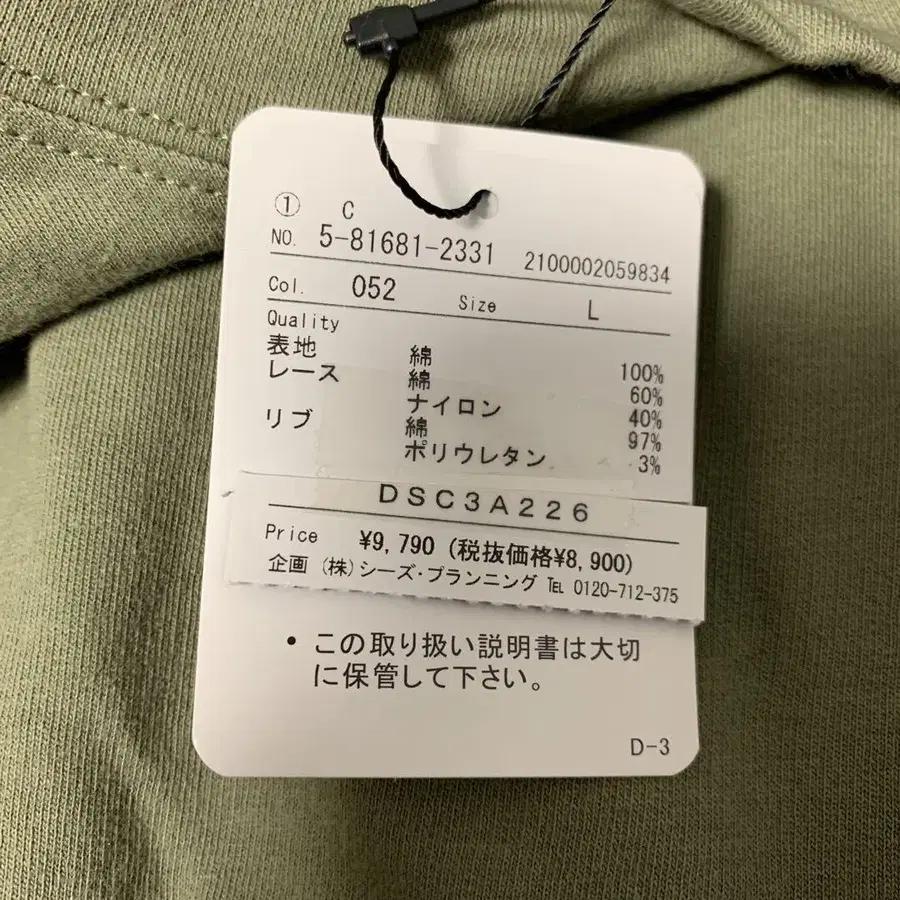 ① C
NO. 5-81681-2331 2100002059834
Col. 052 Size L
Quality
表地 綿 100%
レース 綿 60%
ナイロン 40%
リブ 綿 97%
ポリウレタン 3%
DSC3A226
Price ¥9,790 (税抜価格¥8,900)
企画 (株)シーズ・プランニング ℡ 0120-712-375
• この取り扱い説明書は大切
に保管して下さい。
D-3